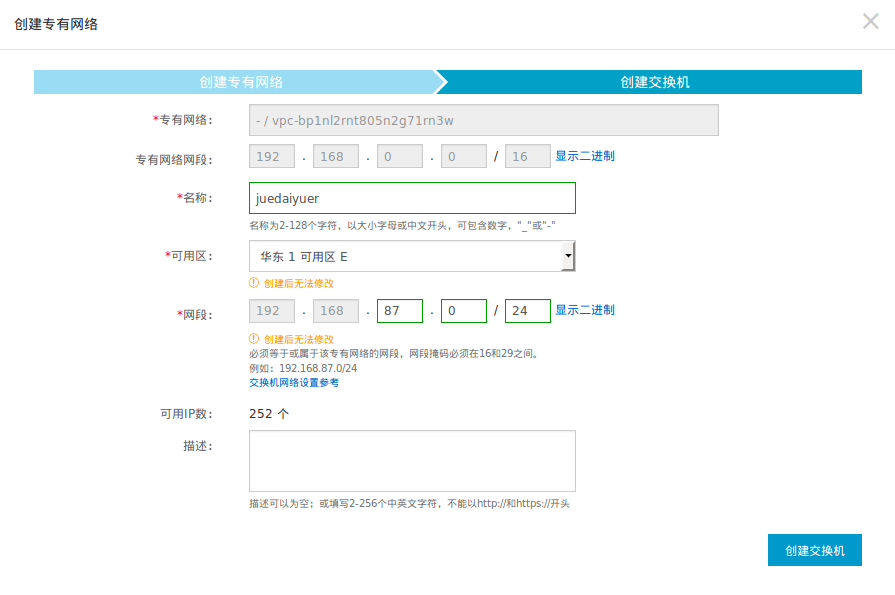 创建专有网络
创建专有网络 创建交换机
*专有网络: - / vpc-bp1nl2rnt805n2g71rn3w
专有网络网段: 192 . 168 . 0 . 0 / 16 显示二进制
*名称: juedaiyuer
名称为2-128个字符，以大小字母或中文开头，可包含数字，"_"或"-"
*可用区: 华东 1 可用区 E
创建后无法修改
*网段: 192 . 168 . 87 . 0 / 24 显示二进制
创建后无法修改
必须等于或属于该专有网络的网段，网段掩码必须在16和29之间。
例如：192.168.87.0/24
交换机网络设置参考
可用IP数: 252 个
描述:
描述可以为空；或填写2-256个中英文字符，不能以http://和https://开头
创建交换机